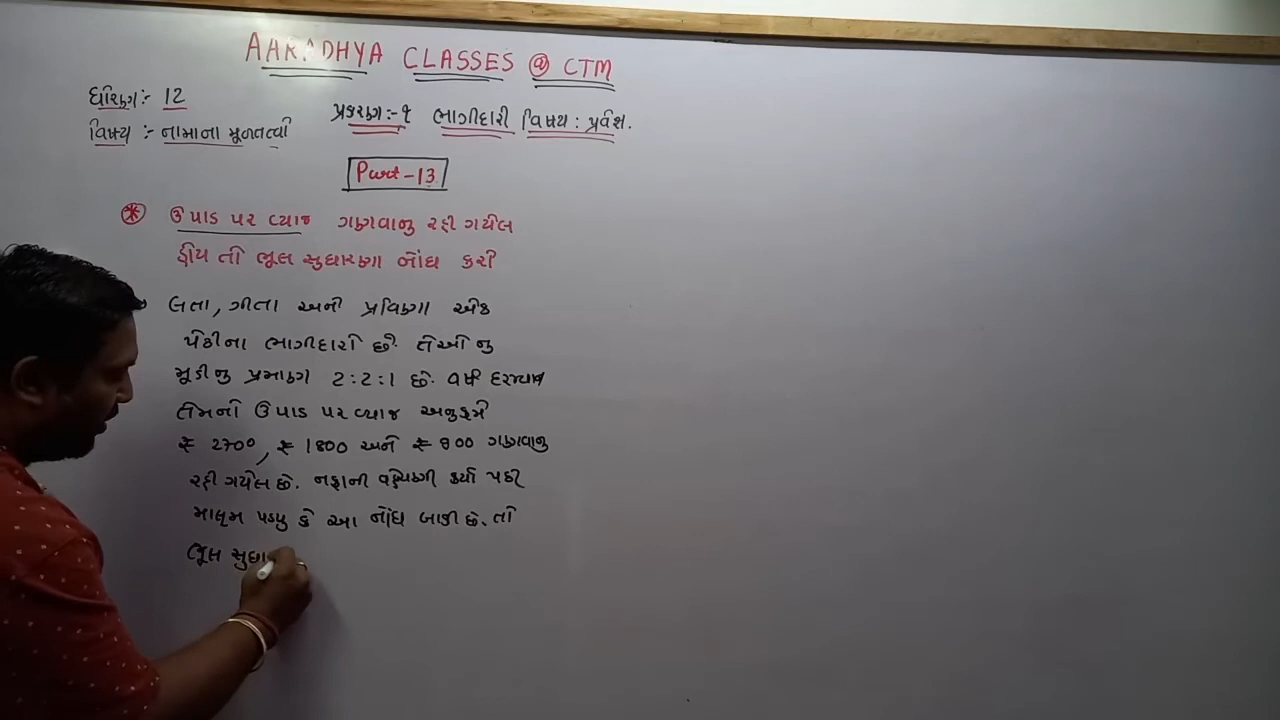 AARADHYA CLASSES @ CTM
ધોરણ:- 12
પ્રકરણ:-૧ ભાગીદારી વિષય: પ્રવેશ.
વિષય :- નામાના મૂળતત્વો
Part-13
* ઉપાડ પર વ્યાજ ગણવાનુ રહી ગયેલ
હોય તો ભૂલ સુધારણા નોંધ કરો
લતા, ગીતા અને પ્રવિણા એક
પેઢીના ભાગીદારો છે. તેઓ નુ
મૂડીનુ પ્રમાણ 2:2:1 છે. વર્ષ દરમ્યાન
તેમનો ઉપાડ પર વ્યાજ અનુક્રમે
₹ 2700, ₹ 1800 અને ₹ 900 ગણવાનુ
રહી ગયેલ છે. નફાની વહેંચણી કર્યા પછી
માલૂમ પડ્યુ કે આ નોંધ બાકી છે. તો
ભૂલ સુધા